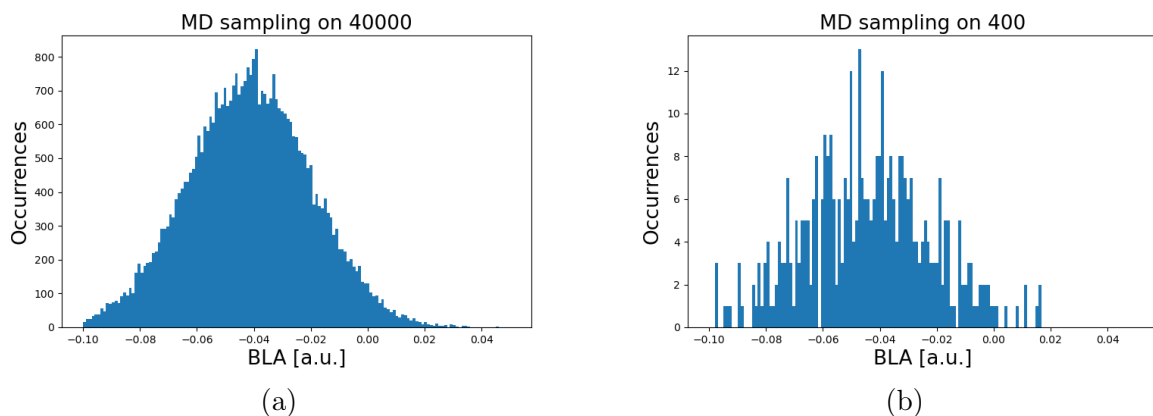 MD sampling on 40000
800
700
600
500
400
300
200
100
0
Occurrences
−0.10 −0.08 −0.06 −0.04 −0.02 0.00 0.02 0.04
BLA [a.u.]
(a)
MD sampling on 400
12
10
8
6
4
2
0
Occurrences
−0.10 −0.08 −0.06 −0.04 −0.02 0.00 0.02 0.04
BLA [a.u.]
(b)